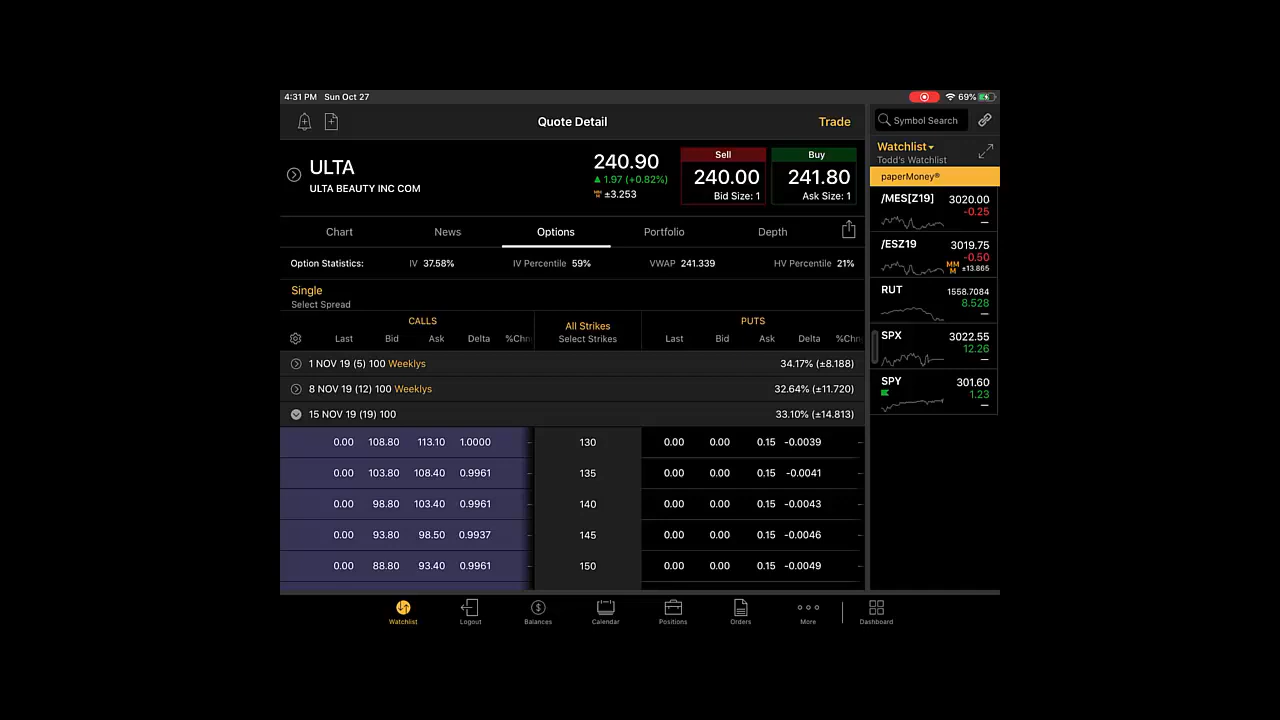 4:31 PM Sun Oct 27 69%
Quote Detail Trade
ULTA
ULTA BEAUTY INC COM
240.90
▲ 1.97 (+0.82%)
MM M ±3.253
Sell
240.00
Bid Size: 1
Buy
241.80
Ask Size: 1
Chart News Options Portfolio Depth
Option Statistics: IV 37.58% IV Percentile 59% VWAP 241.339 HV Percentile 21%
Single
Select Spread
CALLS All Strikes PUTS
Last Bid Ask Delta %Chn Select Strikes Last Bid Ask Delta %Chn
1 NOV 19 (5) 100 Weeklys 34.17% (±8.188)
8 NOV 19 (12) 100 Weeklys 32.64% (±11.720)
15 NOV 19 (19) 100 33.10% (±14.813)
0.00 108.80 113.10 1.0000 130 0.00 0.00 0.15 -0.0039
0.00 103.80 108.40 0.9961 135 0.00 0.00 0.15 -0.0041
0.00 98.80 103.40 0.9961 140 0.00 0.00 0.15 -0.0043
0.00 93.80 98.50 0.9937 145 0.00 0.00 0.15 -0.0046
0.00 88.80 93.40 0.9961 150 0.00 0.00 0.15 -0.0049
Symbol Search
Watchlist
Todd's Watchlist
paperMoney®
/MES[Z19] 3020.00
-0.25
/ESZ19 3019.75
-0.50
MM M ±13.865
RUT 1558.7084
8.528
SPX 3022.55
12.26
SPY 301.60
1.23
Watchlist Logout Balances Calendar Positions Orders More Dashboard